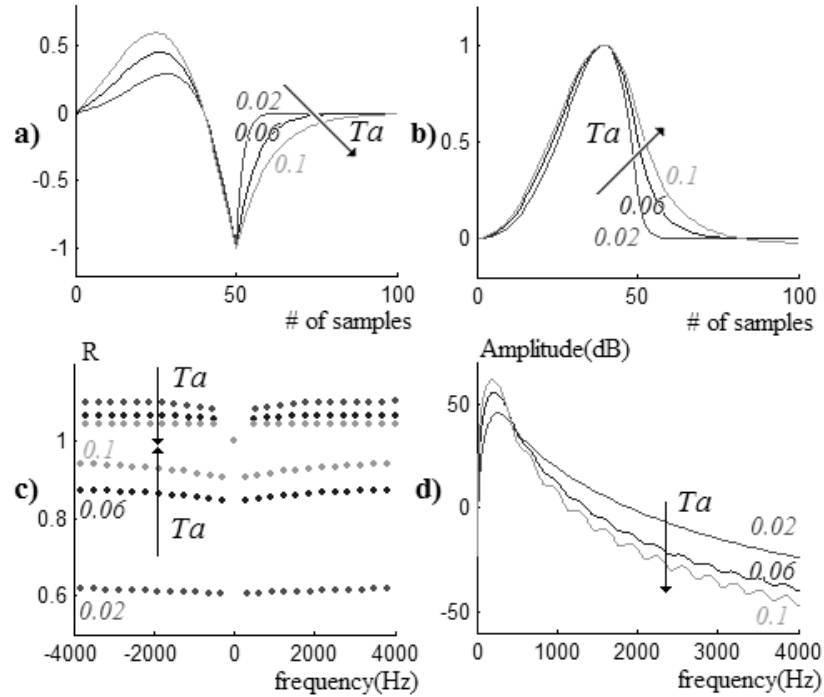 0.5
0
-0.5
-1
a)
0.02
0.06
0.1
Ta
0 50 100
# of samples
1
0.5
0
b)
Ta
0.1
0.06
0.02
0 50 100
# of samples
R
1
0.8
0.6
c)
Ta
0.1
0.06
Ta
0.02
-4000 -2000 0 2000 4000
frequency(Hz)
Amplitude(dB)
50
0
-50
d)
Ta
0.02
0.06
0.1
0 1000 2000 3000 4000
frequency(Hz)